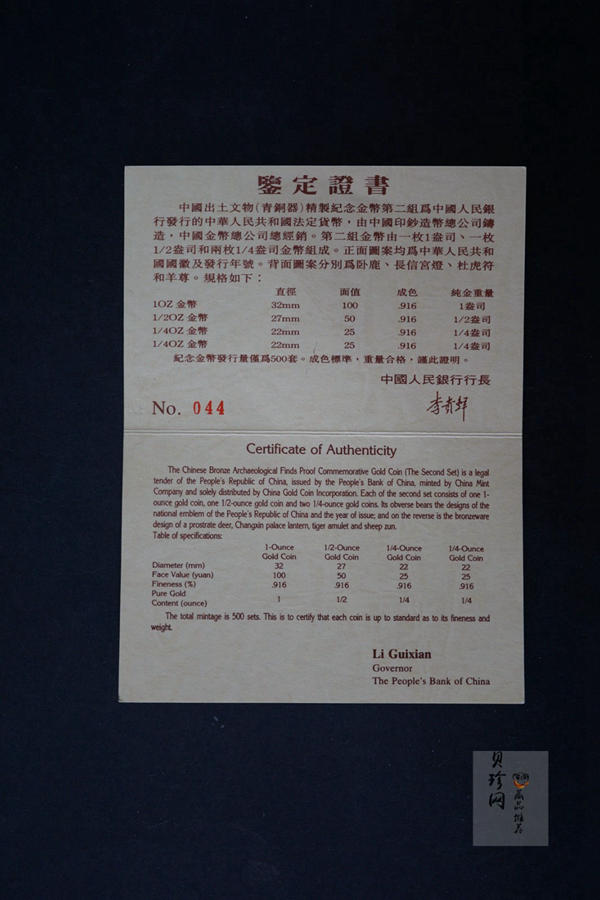 鑒定證書
中國出土文物(青銅器)精製紀念金幣第二組爲中國人民銀
行發行的中華人民共和國法定貨幣，由中國印鈔造幣總公司鑄
造，中國金幣總公司總經銷。第二組金幣由一枚1盎司、一枚
1/2盎司和兩枚1/4盎司金幣組成。正面圖案均爲中華人民共和
國國徽及發行年號。背面圖案分別爲卧鹿、長信宮燈、杜虎符
和羊尊。規格如下：
直徑 面值 成色 純金重量
1OZ 金幣 32mm 100 .916 1盎司
1/2OZ 金幣 27mm 50 .916 1/2盎司
1/4OZ 金幣 22mm 25 .916 1/4盎司
1/4OZ 金幣 22mm 25 .916 1/4盎司
紀念金幣發行量僅爲500套。成色標準，重量合格，謹此證明。
中國人民銀行行長
No. 044 李貴鮮
Certificate of Authenticity
The Chinese Bronze Archaeological Finds Proof Commemorative Gold Coin (The Second Set) is a legal
tender of the People's Republic of China, issued by the People's Bank of China, minted by China Mint
Company and solely distributed by China Gold Coin Incorporation. Each of the second set consists of one 1-
ounce gold coin, one 1/2-ounce gold coin and two 1/4-ounce gold coins. Its obverse bears the designs of the
national emblem of the People's Republic of China and the year of issue; and on the reverse is the bronzeware
design of a prostrate deer, Changxin palace lantern, tiger amulet and sheep zun.
Table of specifications:
1-Ounce 1/2-Ounce 1/4-Ounce 1/4-Ounce
Gold Coin Gold Coin Gold Coin Gold Coin
Diameter (mm) 32 27 22 22
Face Value (yuan) 100 50 25 25
Fineness (%) .916 .916 .916 .916
Pure Gold
Content (ounce) 1 1/2 1/4 1/4
The total mintage is 500 sets. This is to certify that each coin is up to standard as to its fineness and
weight.
Li Guixian
Governor
The People's Bank of China
贝珍网
藏品推荐